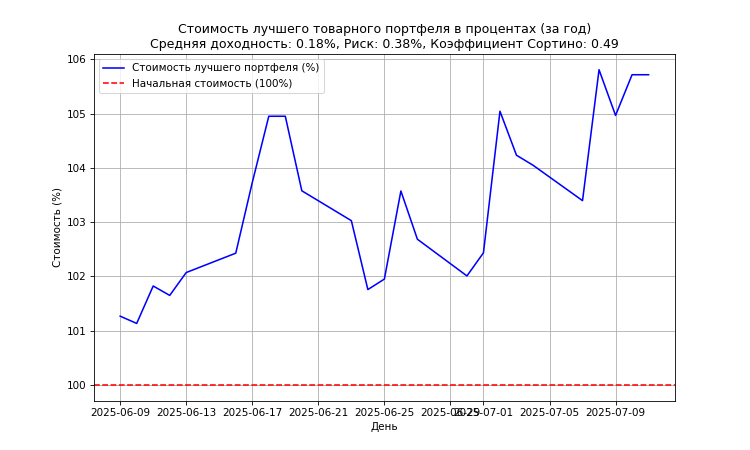 Стоимость лучшего товарного портфеля в процентах (за год)
Средняя доходность: 0.18%, Риск: 0.38%, Коэффициент Сортино: 0.49
Стоимость лучшего портфеля (%)
Начальная стоимость (100%)
Стоимость (%)
106
105
104
103
102
101
100
2025-06-09 2025-06-13 2025-06-17 2025-06-21 2025-06-25 2025-06-29 2025-07-01 2025-07-05 2025-07-09
День